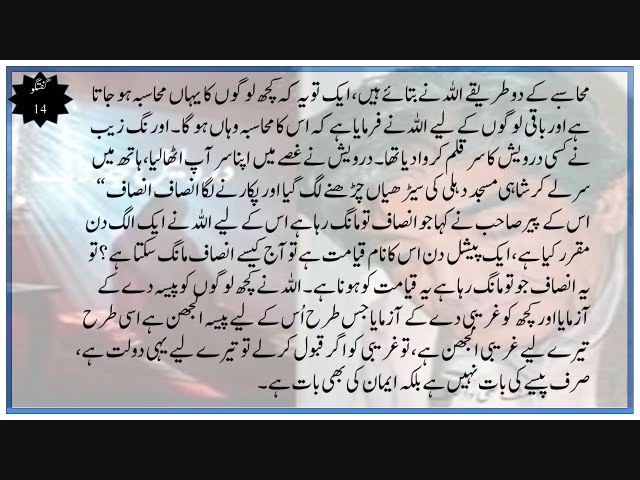 گفتگو
14
محاسبے کے دو طریقے اللہ نے بتائے ہیں، ایک تو یہ کہ کچھ لوگوں کا یہاں محاسبہ ہو جاتا
ہے اور باقی لوگوں کے لیے اللہ نے فرمایا ہے کہ اس کا محاسبہ وہاں ہو گا۔ اورنگ زیب
نے کسی درویش کا سر قلم کروا دیا تھا۔ درویش نے غصے میں اپنا سر آپ اٹھا لیا، ہاتھ میں
سر لے کر شاہی مسجد دہلی کی سیڑھیاں چڑھنے لگ گیا اور پکارنے لگا انصاف انصاف “
اس کے پیر صاحب نے کہا جو انصاف تو مانگ رہا ہے اس کے لیے اللہ نے ایک الگ دن
مقرر کیا ہے، ایک پیشل دن اس کا نام قیامت ہے تو آج کیسے انصاف مانگ سکتا ہے؟ تو
یہ انصاف جو تو مانگ رہا ہے یہ قیامت کو ہونا ہے۔ اللہ نے کچھ لوگوں کو پیسہ دے کے
آزمایا اور کچھ کو غریبی دے کے آزمایا جس طرح اُس کے لیے پیسہ الجھن ہے اسی طرح
تیرے لیے غریبی الجھن ہے، تو غریبی کو اگر قبول کر لے تو تیرے لیے یہی دولت ہے،
صرف پیسے کی بات نہیں ہے بلکہ ایمان کی بھی بات ہے۔